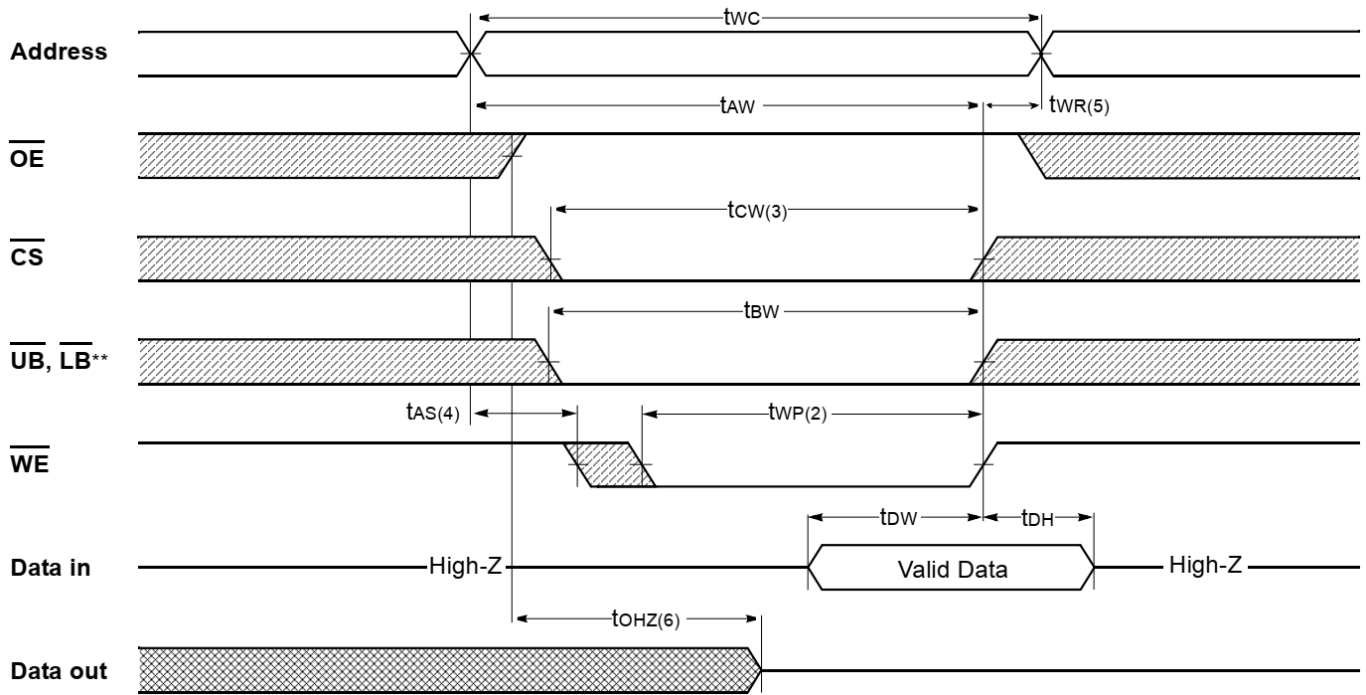 tWC
Address
tAW
tWR(5)
OE
tCW(3)
CS
tBW
UB, LB**
tAS(4)
tWP(2)
WE
tDW
tDH
Data in
High-Z
Valid Data
High-Z
tOHZ(6)
Data out